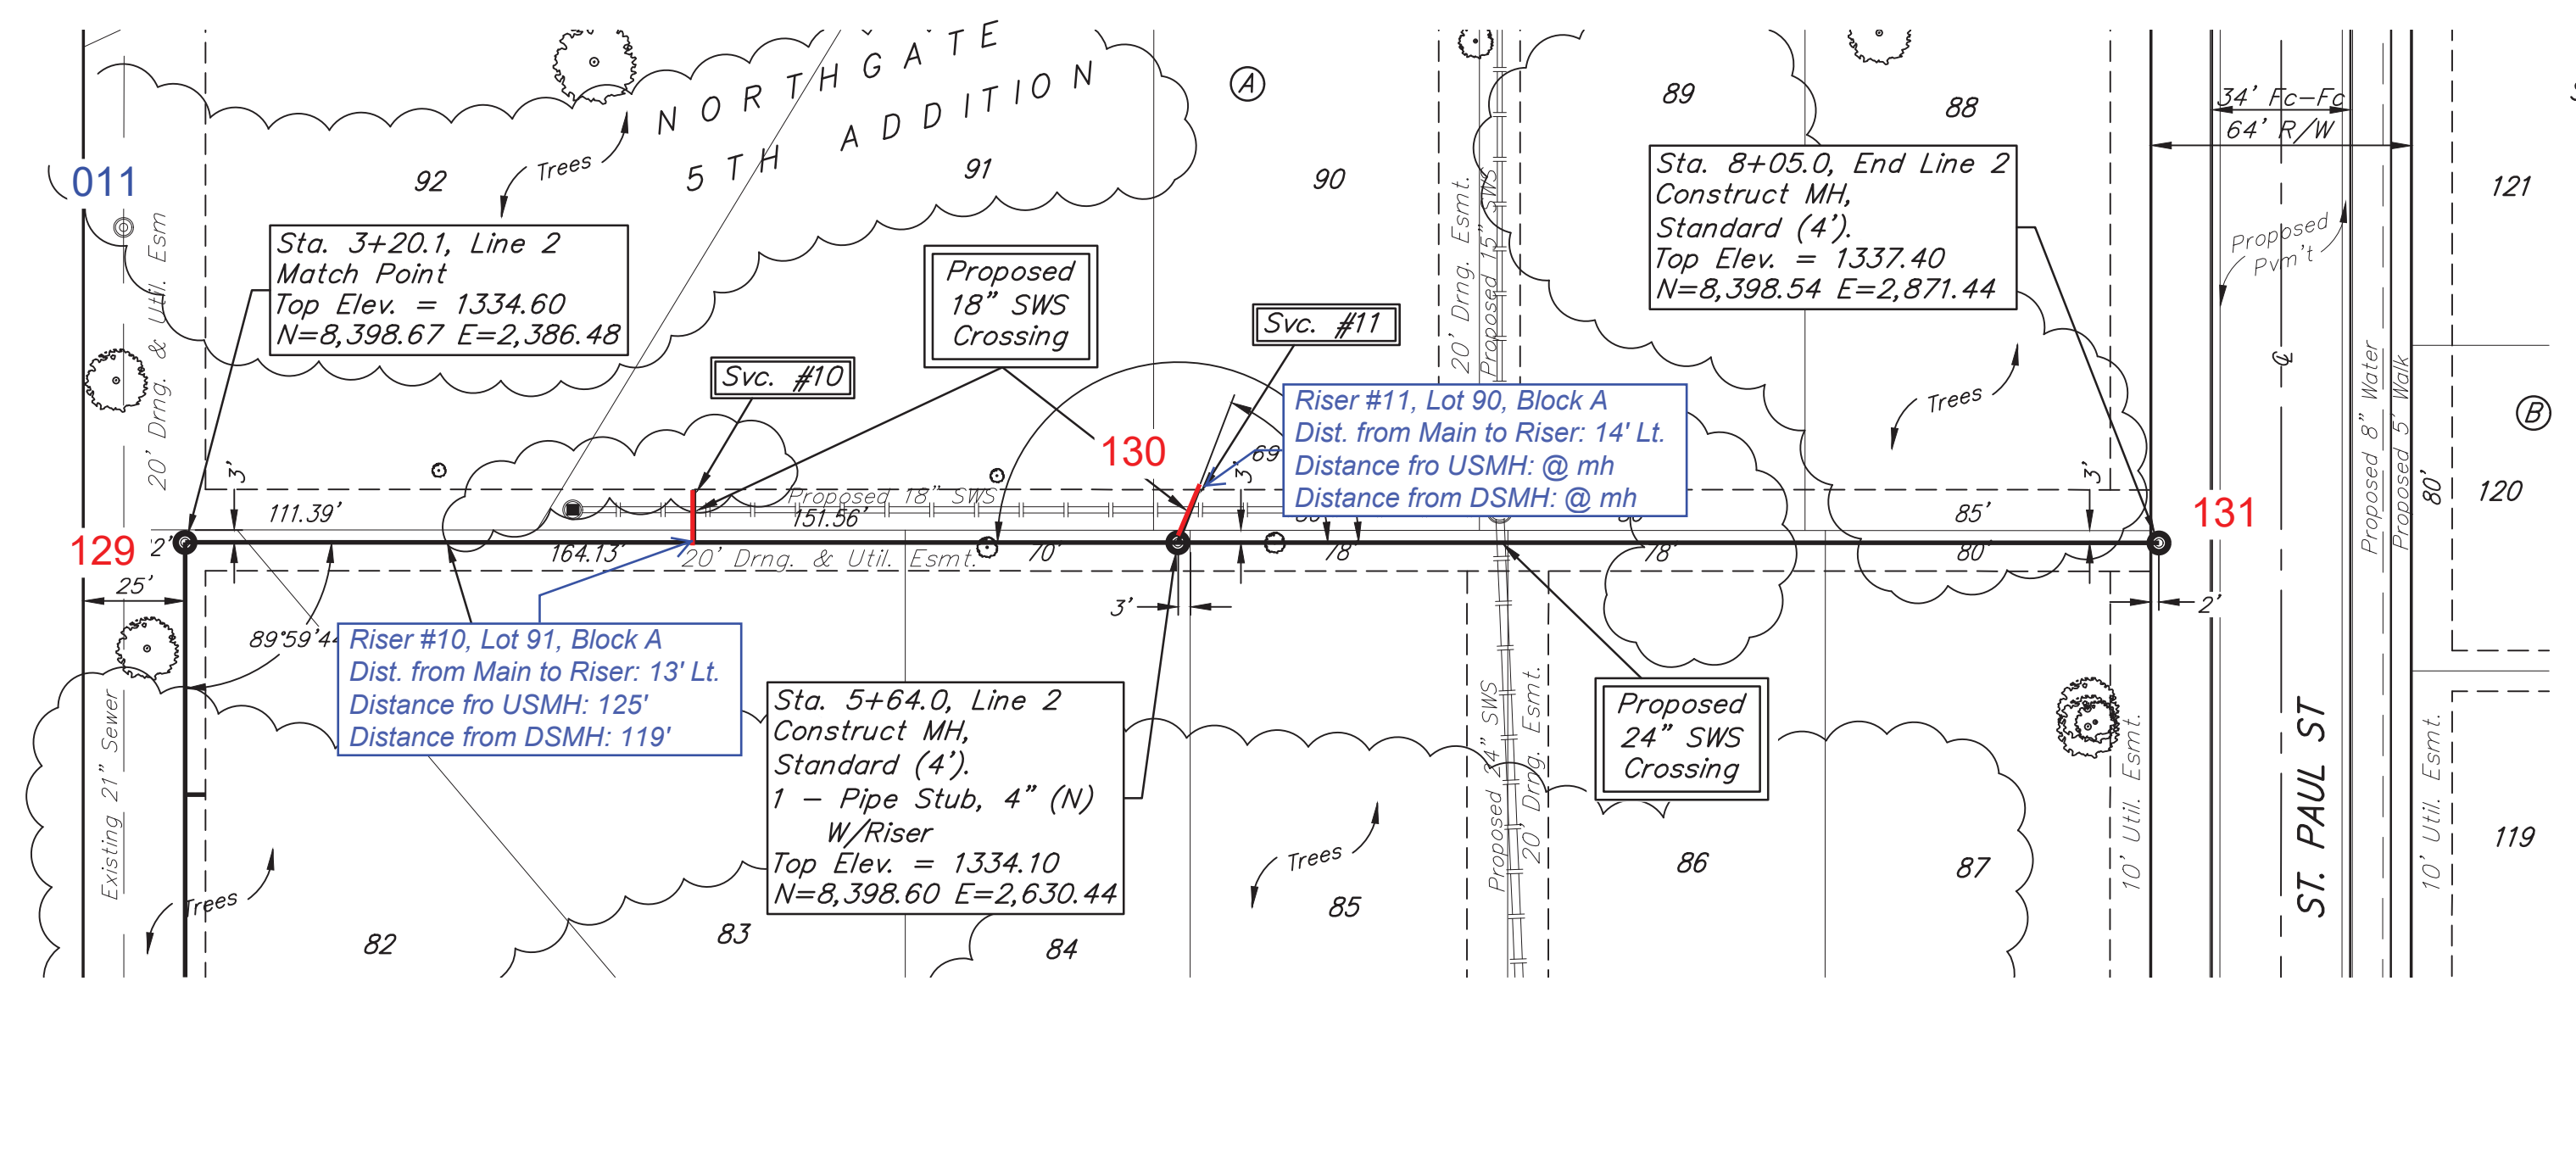 NORTHGATE
5TH ADDITION
A
89
88
34' Fc-Fc
64' R/W
011
92
Trees
91
90
121
20' Drng. & Util. Esm
Sta. 3+20.1, Line 2
Match Point
Top Elev. = 1334.60
N=8,398.67 E=2,386.48
Proposed
18" SWS
Crossing
Svc. #10
Svc. #11
20' Drng. Esmt.
Proposed 15" SWS
Sta. 8+05.0, End Line 2
Construct MH,
Standard (4').
Top Elev. = 1337.40
N=8,398.54 E=2,871.44
Proposed
Pvm't
Trees
℄
Proposed 8" Water
Proposed 5' Walk
B
Riser #11, Lot 90, Block A
Dist. from Main to Riser: 14' Lt.
Distance fro USMH: @ mh
Distance from DSMH: @ mh
130
69
3'
3'
3'
111.39'
Proposed 18" SWS
151.56'
85'
131
80'
120
129
2'
164.13'
20' Drng. & Util. Esmt.
70'
78'
78'
80'
25'
3'
2'
89°59'44
Riser #10, Lot 91, Block A
Dist. from Main to Riser: 13' Lt.
Distance fro USMH: 125'
Distance from DSMH: 119'
Sta. 5+64.0, Line 2
Construct MH,
Standard (4').
1 - Pipe Stub, 4" (N)
W/Riser
Top Elev. = 1334.10
N=8,398.60 E=2,630.44
Proposed
24" SWS
Crossing
Existing 21" Sewer
Trees
Proposed 24" SWS
20' Drng. Esmt.
Trees
10' Util. Esmt.
ST. PAUL ST
10' Util. Esmt.
82
83
84
85
86
87
119